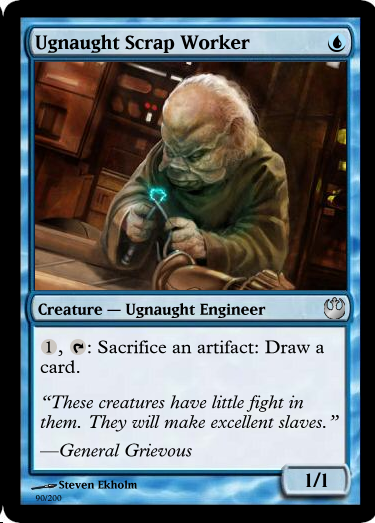 Ugnaught Scrap Worker
Creature — Ugnaught Engineer
1, : Sacrifice an artifact: Draw a
card.
“These creatures have little fight in
them. They will make excellent slaves.”
—General Grievous
1/1
Steven Ekholm
90/200